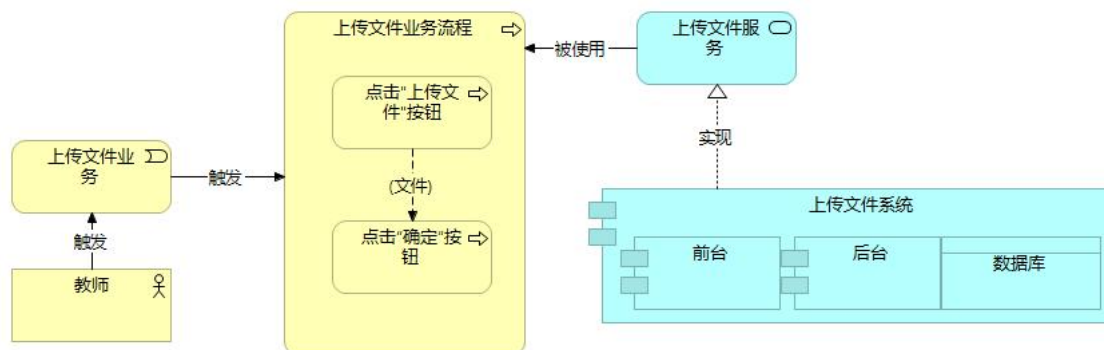 上传文件业务流程
上传文件服
务
被使用
点击"上传文
件"按钮
实现
上传文件业
务
触发
(文件)
上传文件系统
触发
点击"确定"按
钮
前台
后台
数据库
教师